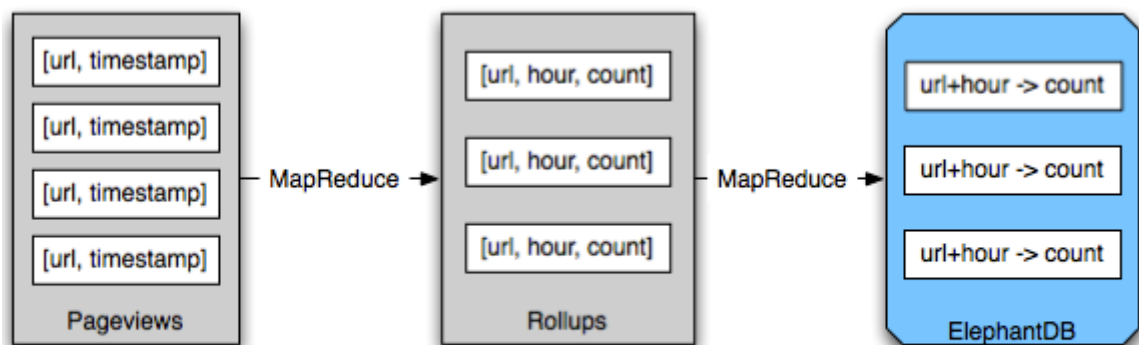 [url, timestamp]
[url, timestamp]
[url, timestamp]
[url, timestamp]
Pageviews
MapReduce
[url, hour, count]
[url, hour, count]
[url, hour, count]
Rollups
MapReduce
url+hour -> count
url+hour -> count
url+hour -> count
ElephantDB